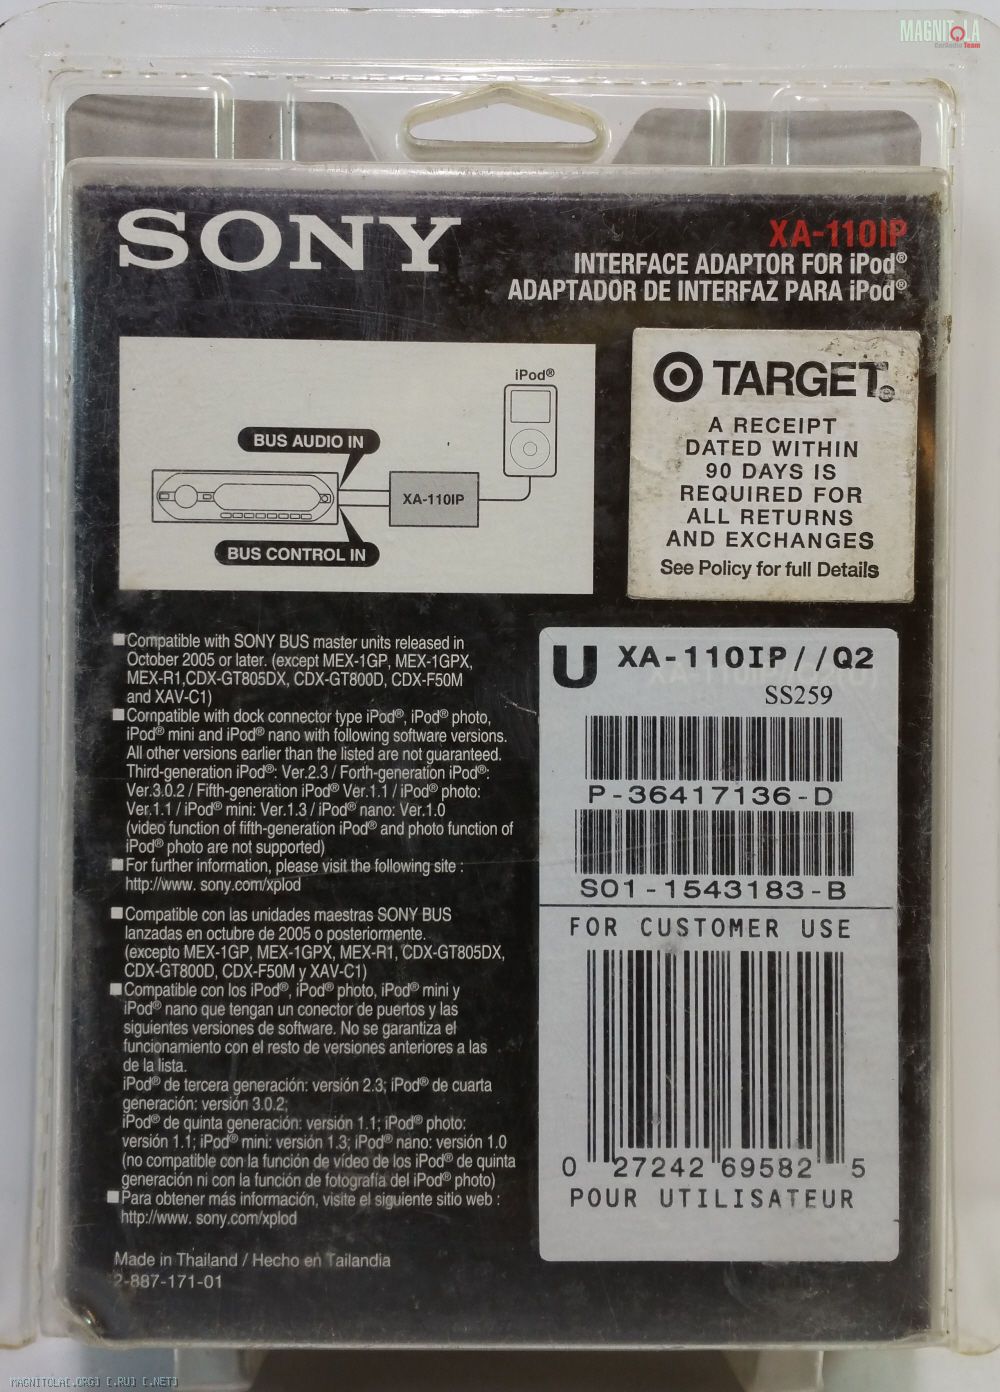 MAGNITOLA
CarAudio Team
SONY
XA-110IP
INTERFACE ADAPTOR FOR iPod®
ADAPTADOR DE INTERFAZ PARA iPod®
iPod®
BUS AUDIO IN
XA-110IP
BUS CONTROL IN
TARGET®
A RECEIPT
DATED WITHIN
90 DAYS IS
REQUIRED FOR
ALL RETURNS
AND EXCHANGES
See Policy for full Details
■Compatible with SONY BUS master units released in
October 2005 or later. (except MEX-1GP, MEX-1GPX,
MEX-R1,CDX-GT805DX, CDX-GT800D, CDX-F50M
and XAV-C1)
■Compatible with dock connector type iPod®, iPod® photo,
iPod® mini and iPod® nano with following software versions.
All other versions earlier than the listed are not guaranteed.
Third-generation iPod®: Ver.2.3 / Forth-generation iPod®:
Ver.3.0.2 / Fifth-generation iPod® Ver.1.1 / iPod® photo:
Ver.1.1 / iPod® mini: Ver.1.3 / iPod® nano: Ver.1.0
(video function of fifth-generation iPod® and photo function of
iPod® photo are not supported)
■For further information, please visit the following site :
http://www. sony.com/xplod
■Compatible con las unidades maestras SONY BUS
lanzadas en octubre de 2005 o posteriormente.
(excepto MEX-1GP, MEX-1GPX, MEX-R1, CDX-GT805DX,
CDX-GT800D, CDX-F50M y XAV-C1)
■Compatible con los iPod®, iPod® photo, iPod® mini y
iPod® nano que tengan un conector de puertos y las
siguientes versiones de software. No se garantiza el
funcionamiento con el resto de versiones anteriores a las
de la lista.
iPod® de tercera generación: versión 2.3; iPod® de cuarta
generación: versión 3.0.2;
iPod® de quinta generación: versión 1.1; iPod® photo:
versión 1.1; iPod® mini: versión 1.3; iPod® nano: versión 1.0
(no compatible con la función de vídeo de los iPod® de quinta
generación ni con la función de fotografía del iPod® photo)
■Para obtener más información, visite el siguiente sitio web :
http://www. sony.com/xplod
Made in Thailand / Hecho en Tailandia
2-887-171-01
U XA-110IP//Q2
SS259
P-36417136-D
S01-1543183-B
FOR CUSTOMER USE
0 27242 69582 5
POUR UTILISATEUR
MAGNITOLA[.ORG] [.RU] [.NET]